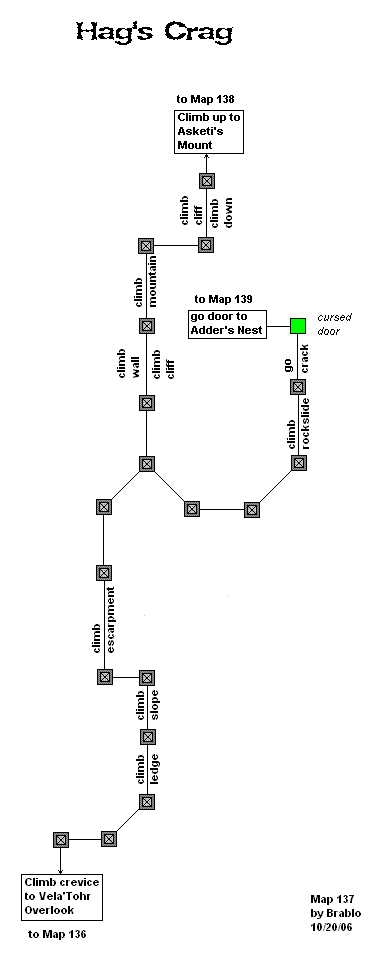 Hag's Crag
to Map 138
Climb up to
Asketi's
Mount
climb
cliff
climb
down
climb
mountain
to Map 139
go door to
Adder's Nest
cursed
door
climb
wall
climb
cliff
go
crack
climb
rockslide
climb
escarpment
climb
slope
climb
ledge
Climb crevice
to Vela'Tohr
Overlook
to Map 136
Map 137
by Brablo
10/20/06